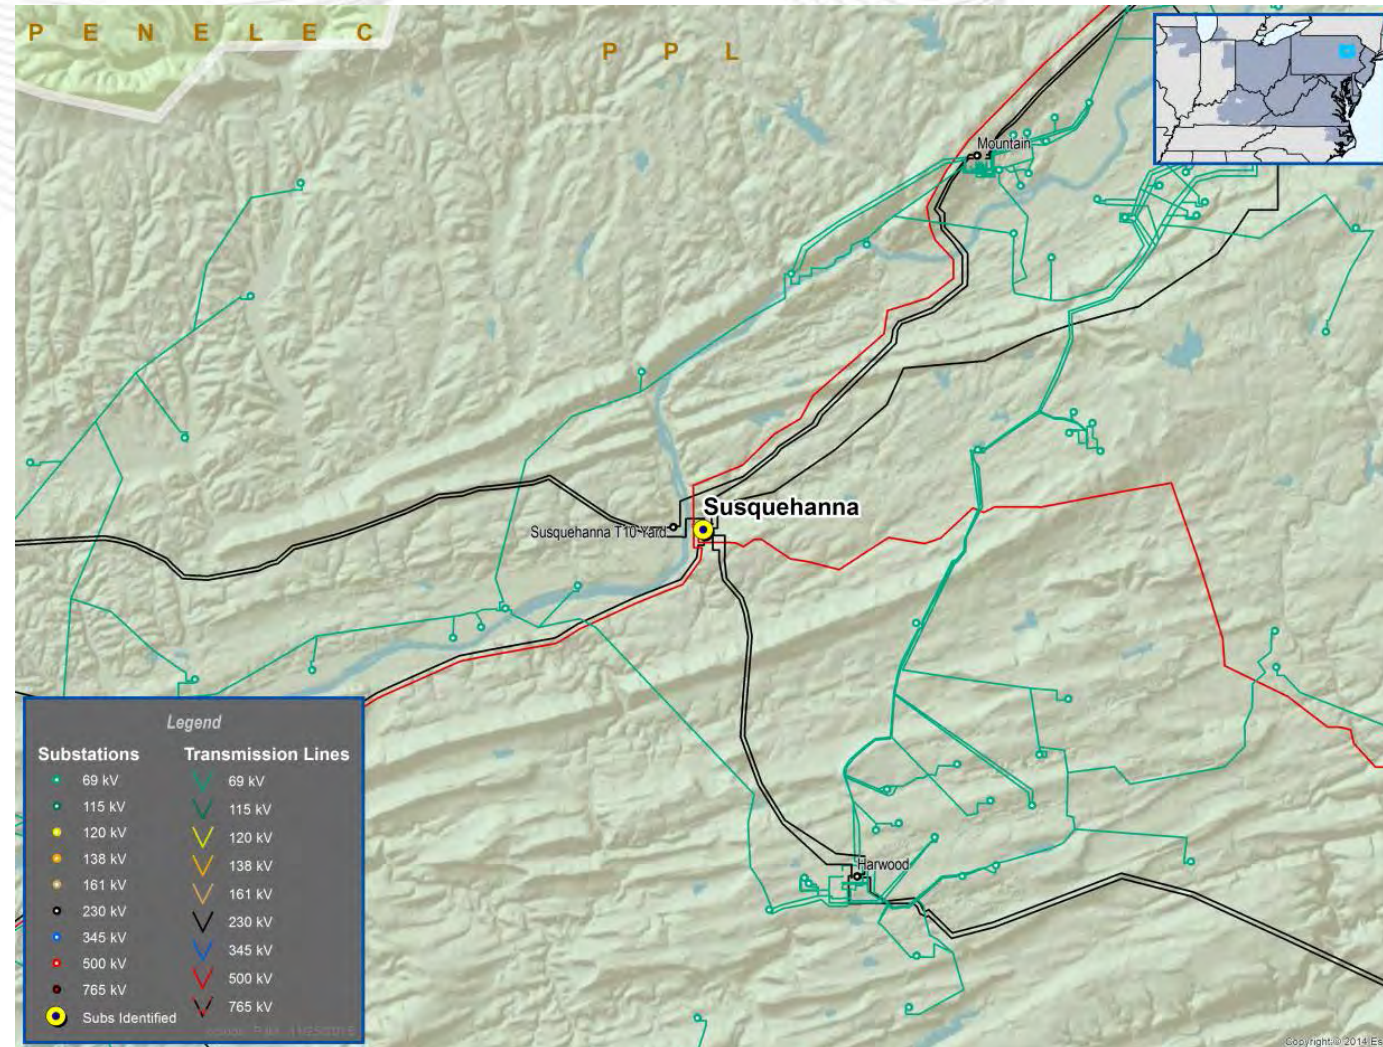 PENELEC
PPL
Mountain
Susquehanna
Susquehanna T10 Yard
Harwood
Legend
Substations Transmission Lines
69 kV 69 kV
115 kV 115 kV
120 kV 120 kV
138 kV 138 kV
161 kV 161 kV
230 kV 230 kV
345 kV 345 kV
500 kV 500 kV
765 kV 765 kV
Subs Identified
Copyright:© 2014 Es